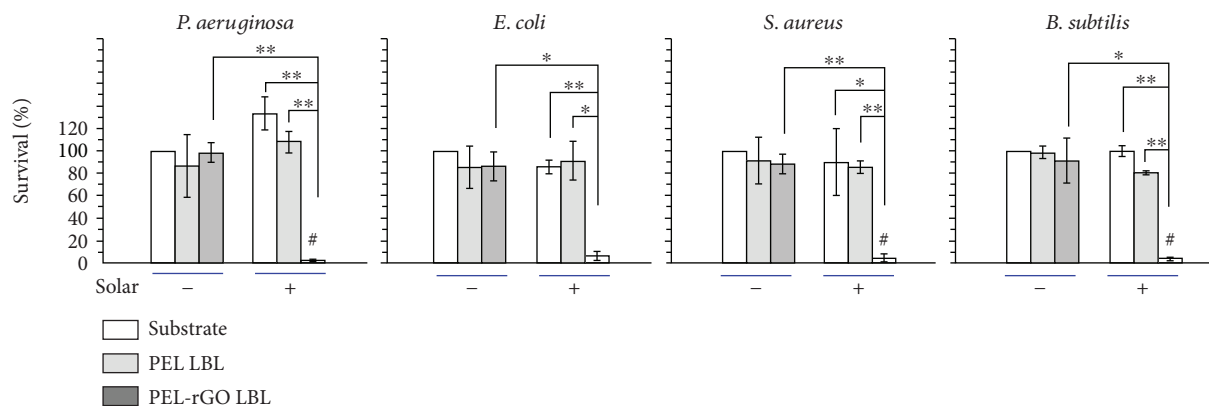 P. aeruginosa
E. coli
S. aureus
B. subtilis
Survival (%)
120
100
80
60
40
20
0
**
**
**
#
*
**
*
**
*
**
#
*
**
**
#
Solar
− +
− +
− +
− +
Substrate
PEL LBL
PEL-rGO LBL